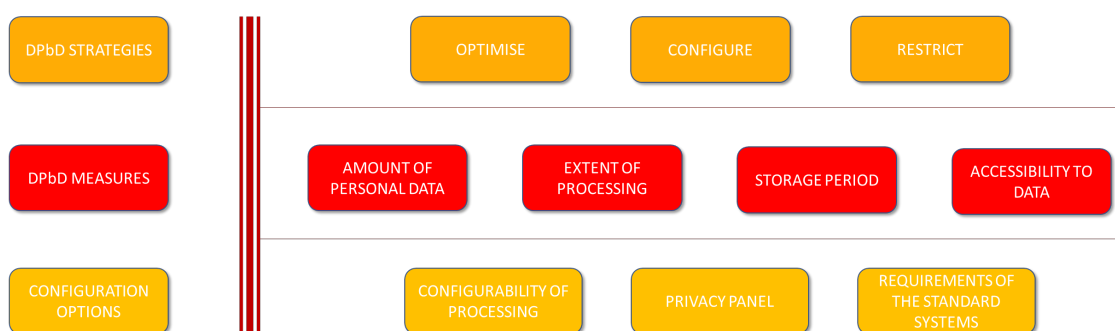 DPbD STRATEGIES
OPTIMISE
CONFIGURE
RESTRICT
DPbD MEASURES
AMOUNT OF
PERSONAL DATA
EXTENT OF
PROCESSING
STORAGE PERIOD
ACCESSIBILITY TO
DATA
CONFIGURATION
OPTIONS
CONFIGURABILITY OF
PROCESSING
PRIVACY PANEL
REQUIREMENTS OF
THE STANDARD
SYSTEMS